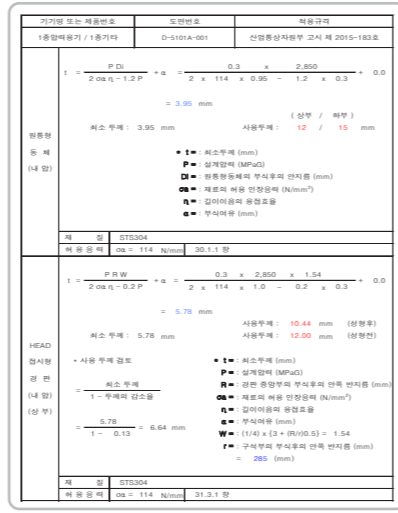 기기명 또는 제품번호 도면번호 적용규격
1종압력용기 / 1종기타 D-5101A-001 산업통상자원부 고시 제 2015-183호
원통형
동 체
(내 압)
t = P Di / 2 σα η - 1.2 P + α = 0.3 x 2,850 / 2 x 114 x 0.95 - 1.2 x 0.3 + 0.0
= 3.95 mm
( 상부 / 하부 )
최소 두께 : 3.95 mm 사용두께 : 12 / 15 mm
• t = : 최소두께 (mm)
P = : 설계압력 (MPaG)
Di = : 원통형동체의 부식후의 안지름 (mm)
σα = : 재료의 허용 인장응력 (N/mm²)
η = : 길이이음의 용접효율
α = : 부식여유 (mm)
재 질 STS304
허 용 응 력 σα = 114 N/mm 30.1.1 항
HEAD
접시형
경 판
(내 압)
(상 부)
t = P R W / 2 σα η - 0.2 P + α = 0.3 x 2,850 x 1.54 / 2 x 114 x 1.0 - 0.2 x 0.3 + 0.0
= 5.78 mm
사용두께 : 10.44 mm (성형후)
최소 두께 : 5.78 mm 사용두께 : 12.00 mm (성형전)
+ 사용 두께 검토
= 최소 두께 / 1 - 두께의 감소율
= 5.78 / 1 - 0.13 = 6.64 mm
• t = : 최소두께 (mm)
P = : 설계압력 (MPaG)
R = : 경판 중앙부의 부식후의 안쪽 반지름 (mm)
σα = : 재료의 허용 인장응력 (N/mm²)
η = : 길이이음의 용접효율
α = : 부식여유 (mm)
W = : (1/4) x {3 + (R/r)0.5} = 1.54
r = : 구석부의 부식후의 안쪽 반지름 (mm)
= 285 (mm)
재 질 STS304
허 용 응 력 σα = 114 N/mm 31.3.1 항